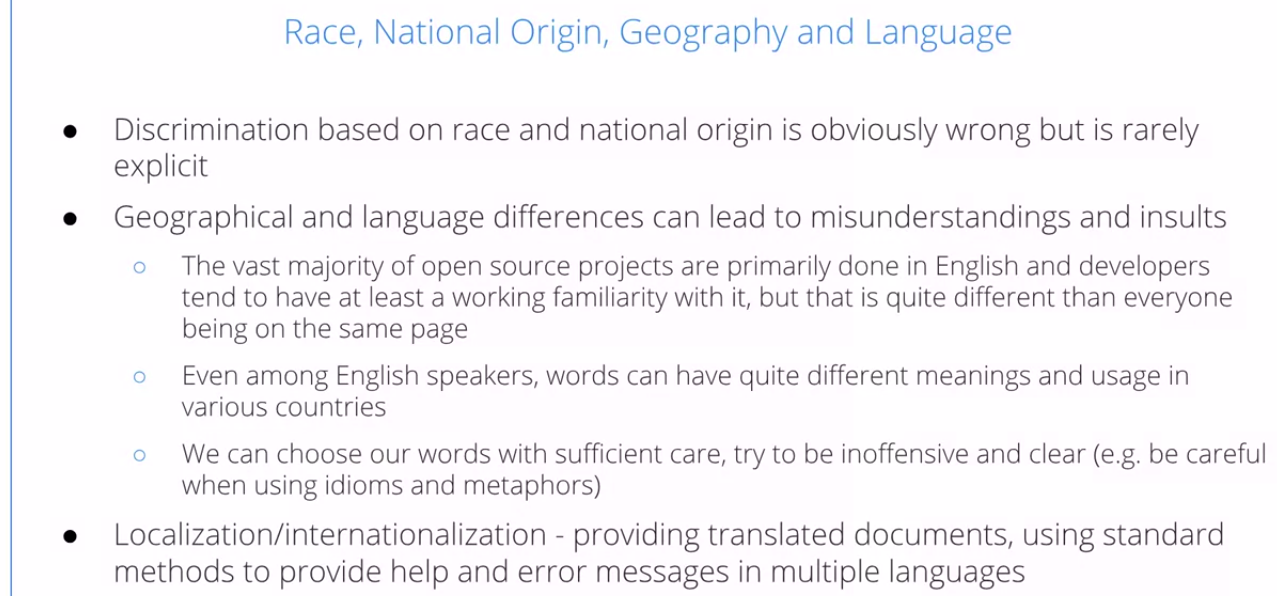 Race, National Origin, Geography and Language
● Discrimination based on race and national origin is obviously wrong but is rarely
explicit
● Geographical and language differences can lead to misunderstandings and insults
○ The vast majority of open source projects are primarily done in English and developers
tend to have at least a working familiarity with it, but that is quite different than everyone
being on the same page
○ Even among English speakers, words can have quite different meanings and usage in
various countries
○ We can choose our words with sufficient care, try to be inoffensive and clear (e.g. be careful
when using idioms and metaphors)
● Localization/internationalization - providing translated documents, using standard
methods to provide help and error messages in multiple languages